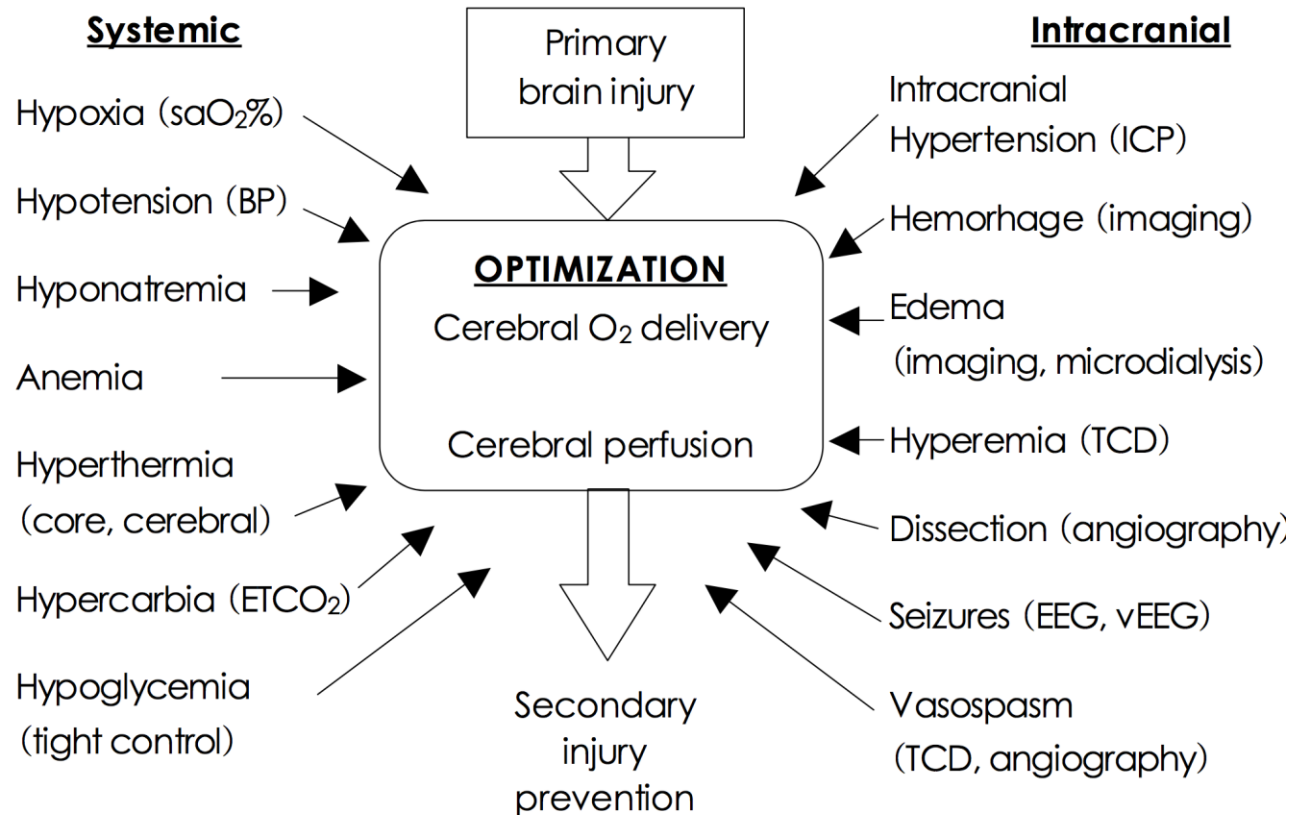 Systemic
Hypoxia (saO₂%)
Hypotension (BP)
Hyponatremia
Anemia
Hyperthermia
(core, cerebral)
Hypercarbia (ETCO₂)
Hypoglycemia
(tight control)
Primary
brain injury
OPTIMIZATION
Cerebral O₂ delivery
Cerebral perfusion
Secondary
injury
prevention
Intracranial
Intracranial
Hypertension (ICP)
Hemorhage (imaging)
Edema
(imaging, microdialysis)
Hyperemia (TCD)
Dissection (angiography)
Seizures (EEG, vEEG)
Vasospasm
(TCD, angiography)